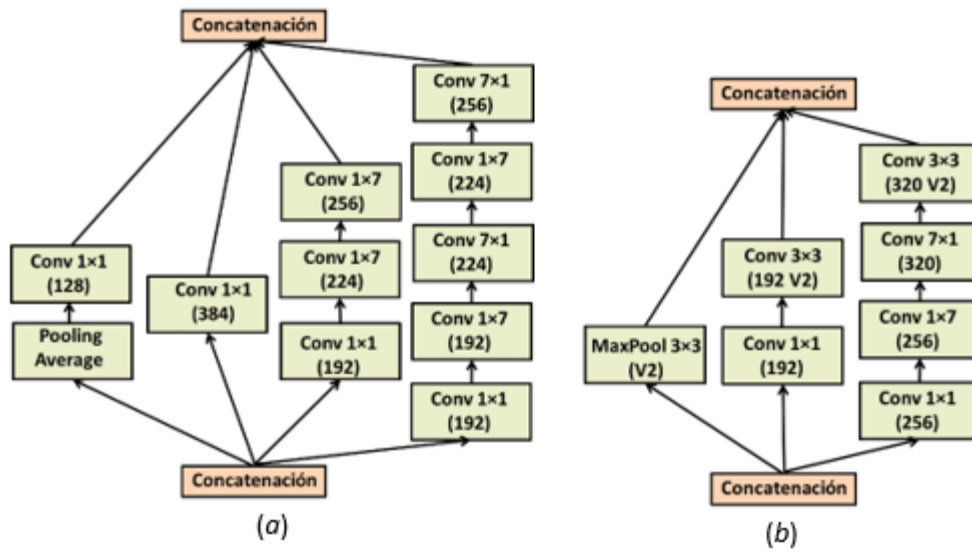 Concatenación
Conv 7×1
(256)
Conv 1×7
(224)
Conv 1×7
(256)
Conv 7×1
(224)
Conv 1×1
(128)
Conv 1×7
(224)
Conv 1×1
(384)
Conv 1×7
(192)
Pooling
Average
Conv 1×1
(192)
Conv 1×1
(192)
Concatenación
(a)
Concatenación
Conv 3×3
(320 V2)
Conv 7×1
(320)
Conv 3×3
(192 V2)
MaxPool 3×3
(V2)
Conv 1×1
(192)
Conv 1×7
(256)
Conv 1×1
(256)
Concatenación
(b)